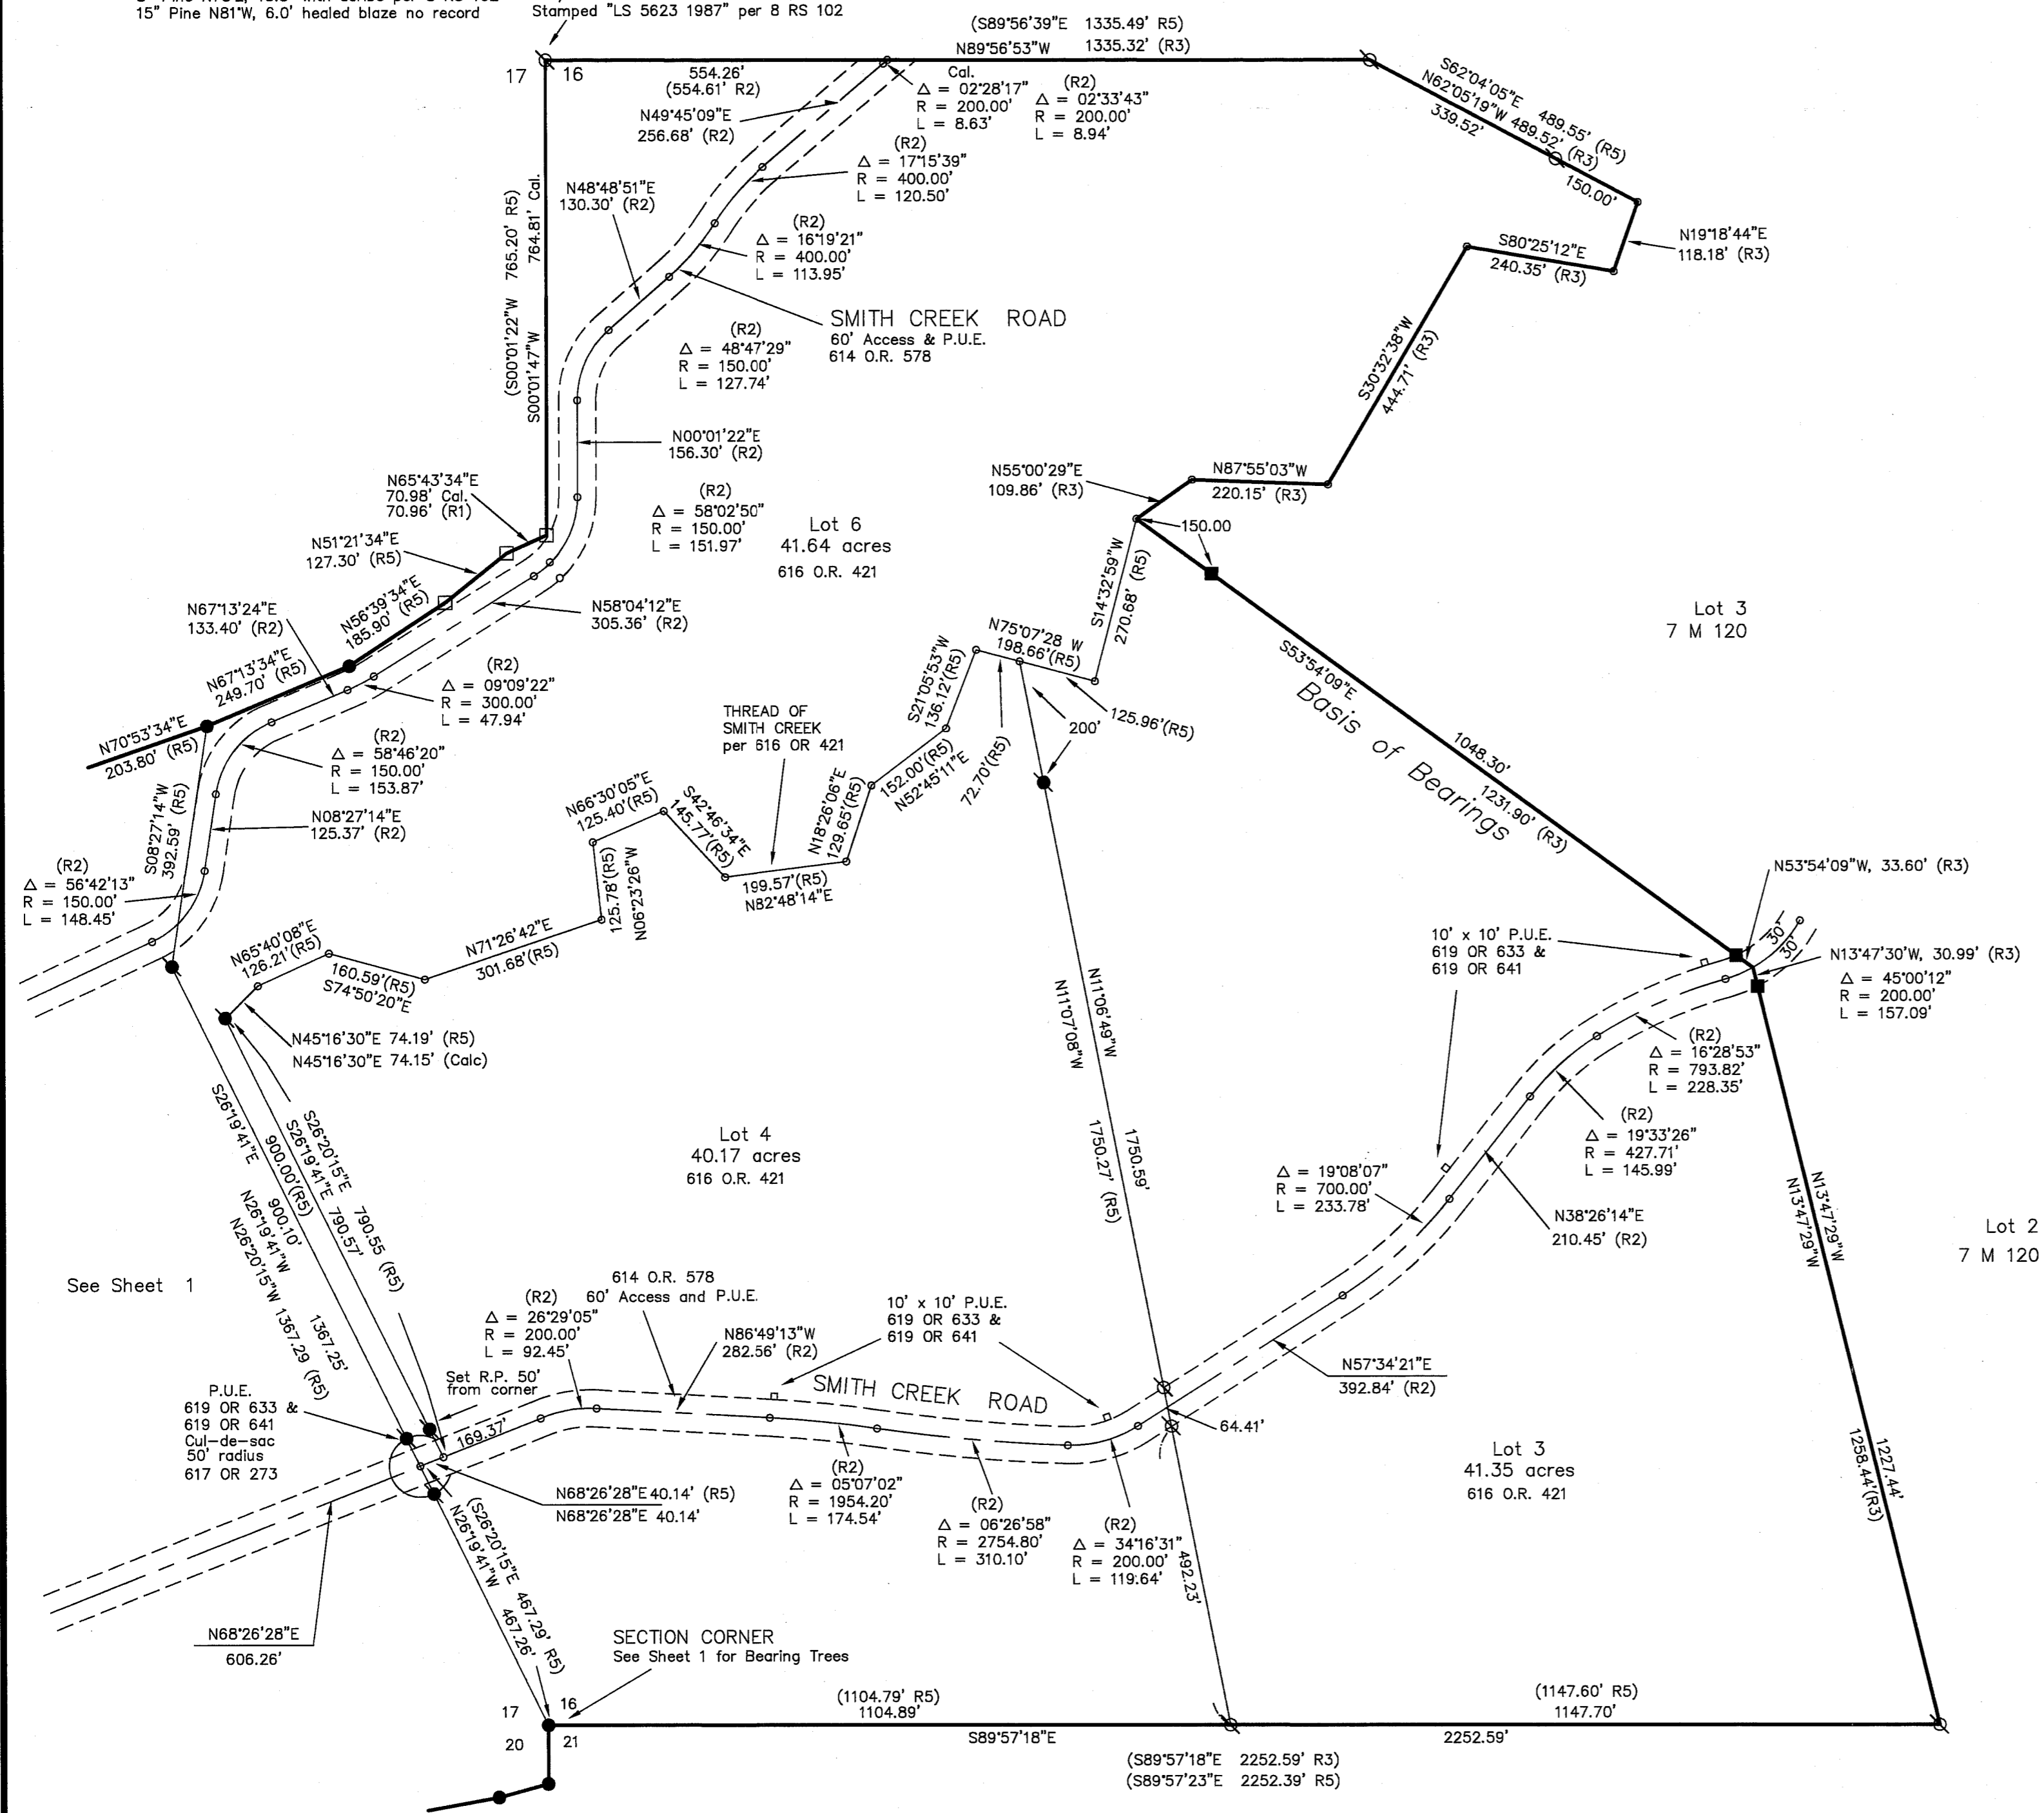 15" Pine N81°W, 6.0' healed blaze no record
Stamped "LS 5623 1987" per 8 RS 102
(S89°56'39"E 1335.49' R5)
N89°56'53"W 1335.32' (R3)
17
16
554.26'
(554.61' R2)
Cal.
Δ = 02°28'17"
R = 200.00'
L = 8.63'
(R2)
Δ = 02°33'43"
R = 200.00'
L = 8.94'
S62°04'05"E 489.55' (R5)
N62°05'19"W 489.52' (R3)
339.52'
150.00'
N49°45'09"E
256.68' (R2)
(R2)
Δ = 17°15'39"
R = 400.00'
L = 120.50'
N48°48'51"E
130.30' (R2)
(R2)
Δ = 16°19'21"
R = 400.00'
L = 113.95'
N19°18'44"E
118.18' (R3)
S80°25'12"E
240.35' (R3)
(S00°01'22"W 765.20' R5)
S00°01'47"W 764.81' Cal.
SMITH CREEK ROAD
60' Access & P.U.E.
614 O.R. 578
(R2)
Δ = 48°47'29"
R = 150.00'
L = 127.74'
S30°32'38"W
444.71' (R3)
N00°01'22"E
156.30' (R2)
N55°00'29"E
109.86' (R3)
N87°55'03"W
220.15' (R3)
N65°43'34"E
70.98' Cal.
70.96' (R1)
(R2)
Δ = 58°02'50"
R = 150.00'
L = 151.97'
Lot 6
41.64 acres
616 O.R. 421
150.00
N51°21'34"E
127.30' (R5)
N67°13'24"E
133.40' (R2)
N56°39'34"E
185.90' (R5)
N58°04'12"E
305.36' (R2)
S14°32'59"W
270.68' (R5)
Lot 3
7 M 120
N75°07'28 W
198.66'(R5)
S53°54'09"E
Basis of Bearings
1048.30'
1231.90' (R3)
N67°13'34"E
249.70' (R5)
(R2)
Δ = 09°09'22"
R = 300.00'
L = 47.94'
S21°05'53"W
136.12'(R5)
THREAD OF
SMITH CREEK
per 616 OR 421
200'
125.96'(R5)
N70°53'34"E
203.80' (R5)
(R2)
Δ = 58°46'20"
R = 150.00'
L = 153.87'
152.00'(R5)
N52°45'11"E
72.70'(R5)
N66°30'05"E
125.40'(R5)
S42°46'34"E
145.77'(R5)
N18°26'06"E
129.65'(R5)
S08°27'14"W
392.59' (R5)
N08°27'14"E
125.37' (R2)
(R2)
Δ = 56°42'13"
R = 150.00'
L = 148.45'
199.57'(R5)
N82°48'14"E
125.78'(R5)
N06°23'26"W
N53°54'09"W, 33.60' (R3)
N65°40'08"E
126.21'(R5)
160.59'(R5)
S74°50'20"E
N71°26'42"E
301.68'(R5)
10' x 10' P.U.E.
619 OR 633 &
619 OR 641
30'
30'
N13°47'30"W, 30.99' (R3)
Δ = 45°00'12"
R = 200.00'
L = 157.09'
N45°16'30"E 74.19' (R5)
N45°16'30"E 74.15' (Calc)
N11°06'49"W
N11°07'08"W
(R2)
Δ = 16°28'53"
R = 793.82'
L = 228.35'
S26°19'41"E
900.00'(R5)
S26°20'15"E 790.55 (R5)
S26°19'41"E 790.57'
Lot 4
40.17 acres
616 O.R. 421
1750.59'
1750.27' (R5)
(R2)
Δ = 19°33'26"
R = 427.71'
L = 145.99'
Δ = 19°08'07"
R = 700.00'
L = 233.78'
N38°26'14"E
210.45' (R2)
N13°47'29"W
N13°47'29"W
Lot 2
7 M 120
900.10'
N26°19'41"W 1367.25'
N26°20'15"W 1367.29 (R5)
See Sheet 1
614 O.R. 578
60' Access and P.U.E.
(R2)
Δ = 26°29'05"
R = 200.00'
L = 92.45'
N86°49'13"W
282.56' (R2)
10' x 10' P.U.E.
619 OR 633 &
619 OR 641
Set R.P. 50'
from corner
SMITH CREEK ROAD
N57°34'21"E
392.84' (R2)
P.U.E.
619 OR 633 &
619 OR 641
Cul-de-sac
50' radius
617 OR 273
169.37'
64.41'
Lot 3
41.35 acres
616 O.R. 421
1227.44'
1258.44'(R3)
N68°26'28"E 40.14' (R5)
N68°26'28"E 40.14'
(R2)
Δ = 05°07'02"
R = 1954.20'
L = 174.54'
(R2)
Δ = 06°26'58"
R = 2754.80'
L = 310.10'
(R2)
Δ = 34°16'31"
R = 200.00'
L = 119.64'
492.23'
(S26°20'15"E 467.29' R5)
N26°19'41"W 467.26'
N68°26'28"E
606.26'
SECTION CORNER
See Sheet 1 for Bearing Trees
17
16
20
21
(1104.79' R5)
1104.89'
S89°57'18"E
(1147.60' R5)
1147.70'
2252.59'
(S89°57'18"E 2252.59' R3)
(S89°57'23"E 2252.39' R5)